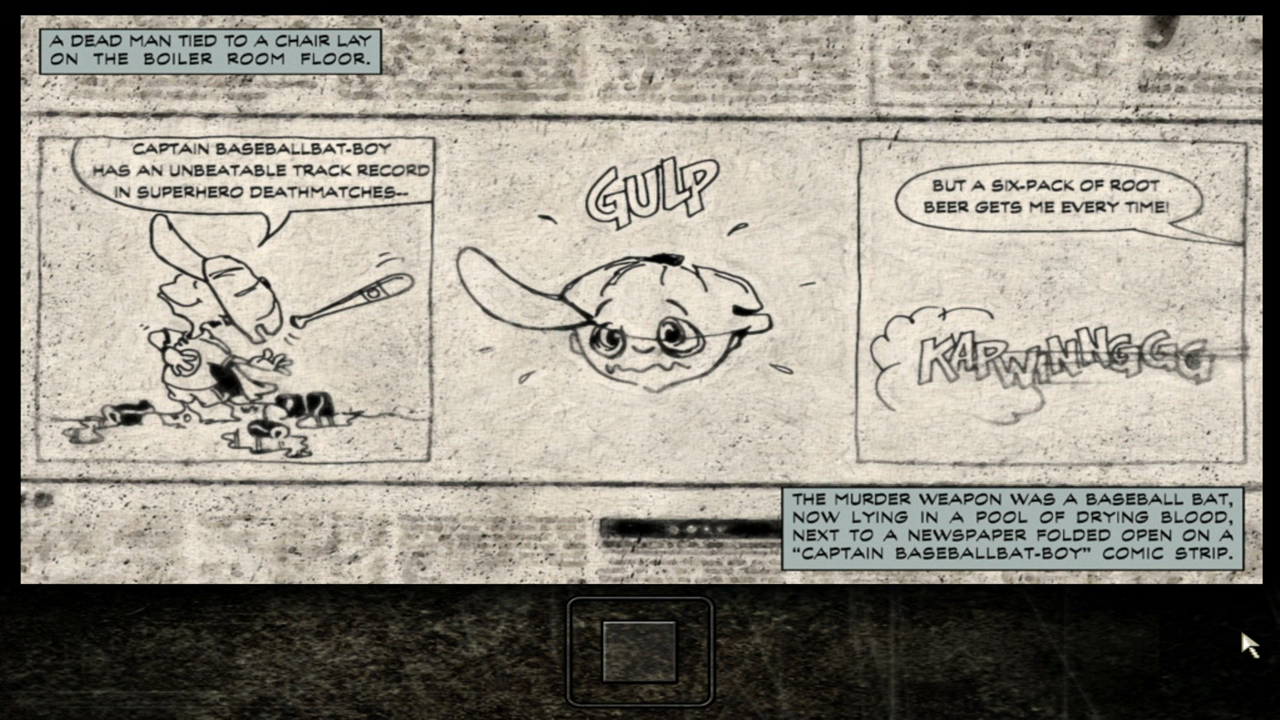 A DEAD MAN TIED TO A CHAIR LAY
ON THE BOILER ROOM FLOOR.
CAPTAIN BASEBALLBAT-BOY
HAS AN UNBEATABLE TRACK RECORD
IN SUPERHERO DEATHMATCHES--
GULP
BUT A SIX-PACK OF ROOT
BEER GETS ME EVERY TIME!
KAPWINNGGG
THE MURDER WEAPON WAS A BASEBALL BAT,
NOW LYING IN A POOL OF DRYING BLOOD,
NEXT TO A NEWSPAPER FOLDED OPEN ON A
“CAPTAIN BASEBALLBAT-BOY” COMIC STRIP.